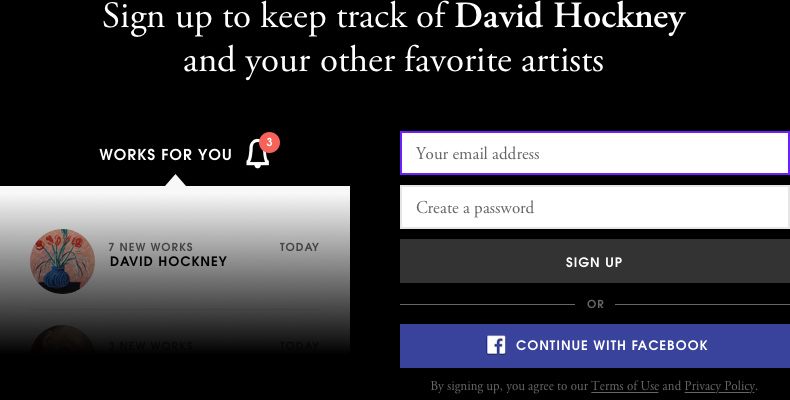 Sign up to keep track of David Hockney
and your other favorite artists
WORKS FOR YOU
3
7 NEW WORKS
TODAY
DAVID HOCKNEY
3 NEW WORKS
TODAY
Your email address
Create a password
SIGN UP
OR
CONTINUE WITH FACEBOOK
By signing up, you agree to our Terms of Use and Privacy Policy.